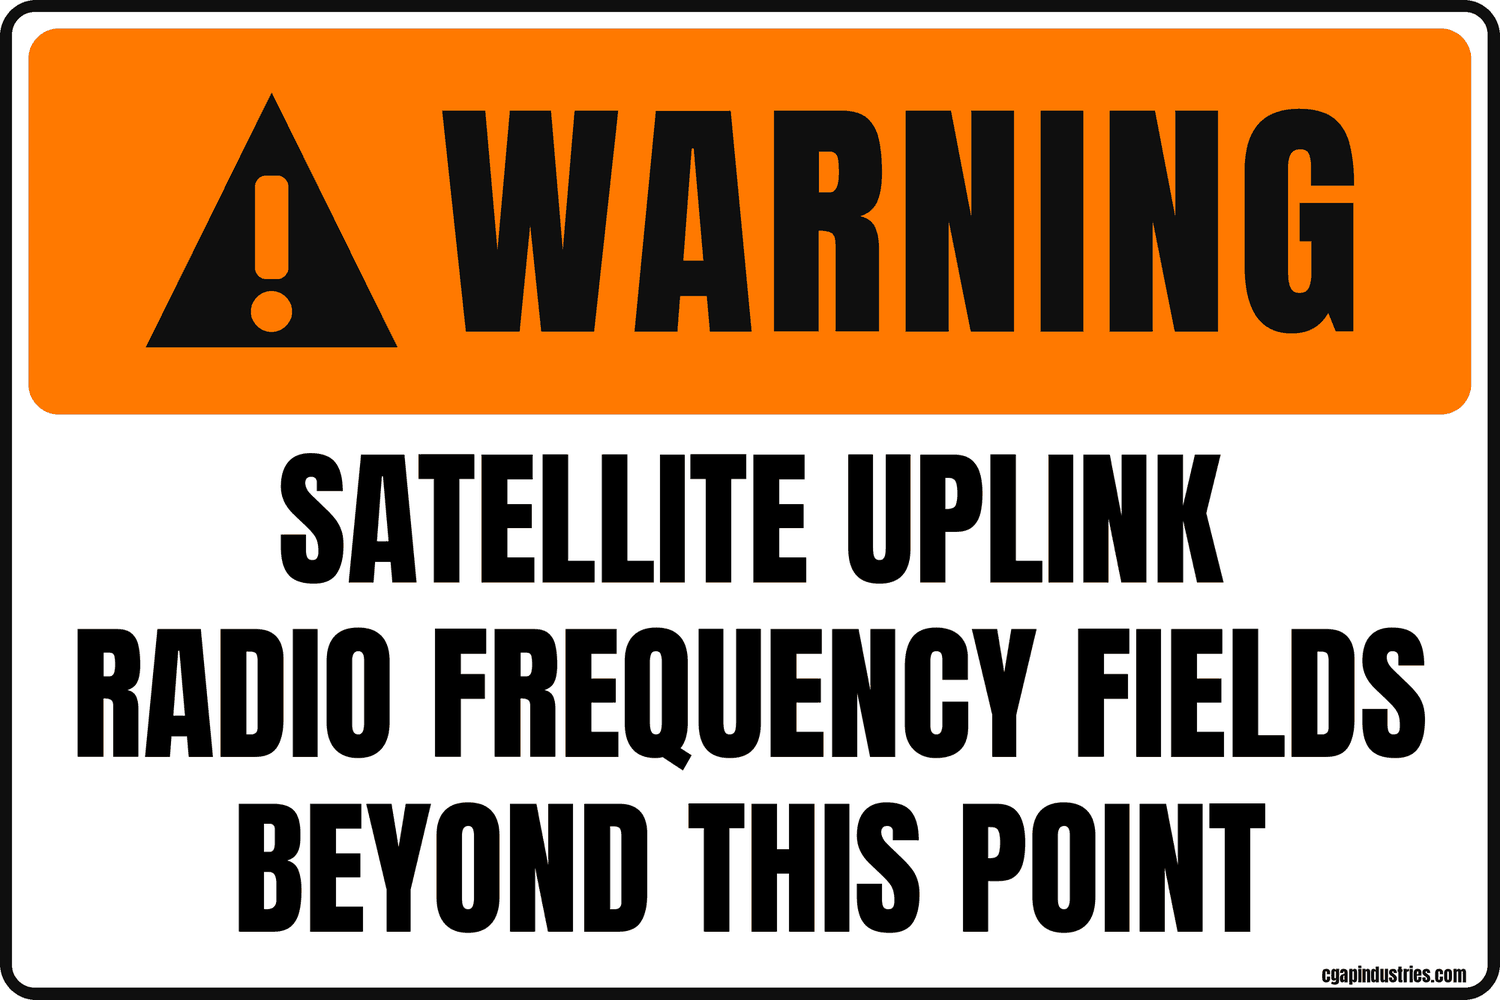 WARNING
SATELLITE UPLINK
RADIO FREQUENCY FIELDS
BEYOND THIS POINT
cgapindustries.com